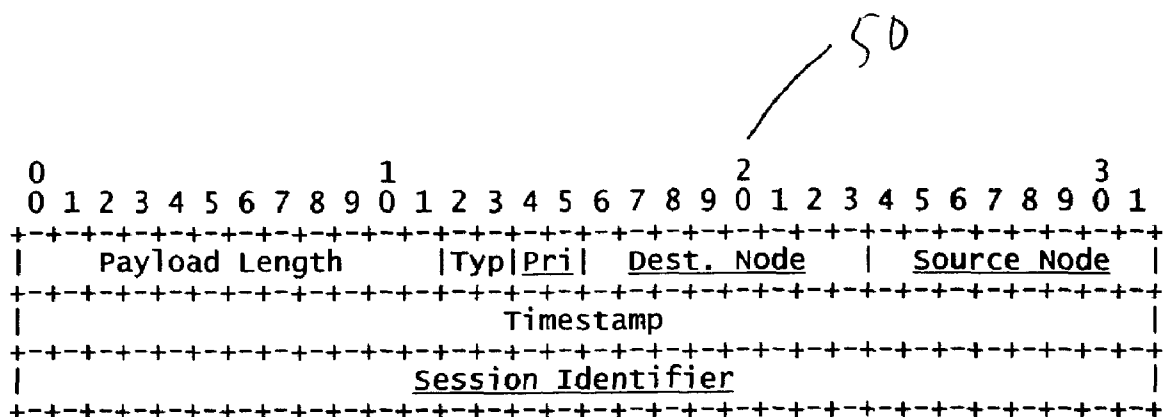 50
0 1 2 3
0 1 2 3 4 5 6 7 8 9 0 1 2 3 4 5 6 7 8 9 0 1 2 3 4 5 6 7 8 9 0 1
+-+-+-+-+-+-+-+-+-+-+-+-+-+-+-+-+-+-+-+-+-+-+-+-+-+-+-+-+-+-+-+-+
| Payload Length |Typ|Pri| Dest. Node | Source Node |
+-+-+-+-+-+-+-+-+-+-+-+-+-+-+-+-+-+-+-+-+-+-+-+-+-+-+-+-+-+-+-+-+
| Timestamp |
+-+-+-+-+-+-+-+-+-+-+-+-+-+-+-+-+-+-+-+-+-+-+-+-+-+-+-+-+-+-+-+-+
| Session Identifier |
+-+-+-+-+-+-+-+-+-+-+-+-+-+-+-+-+-+-+-+-+-+-+-+-+-+-+-+-+-+-+-+-+